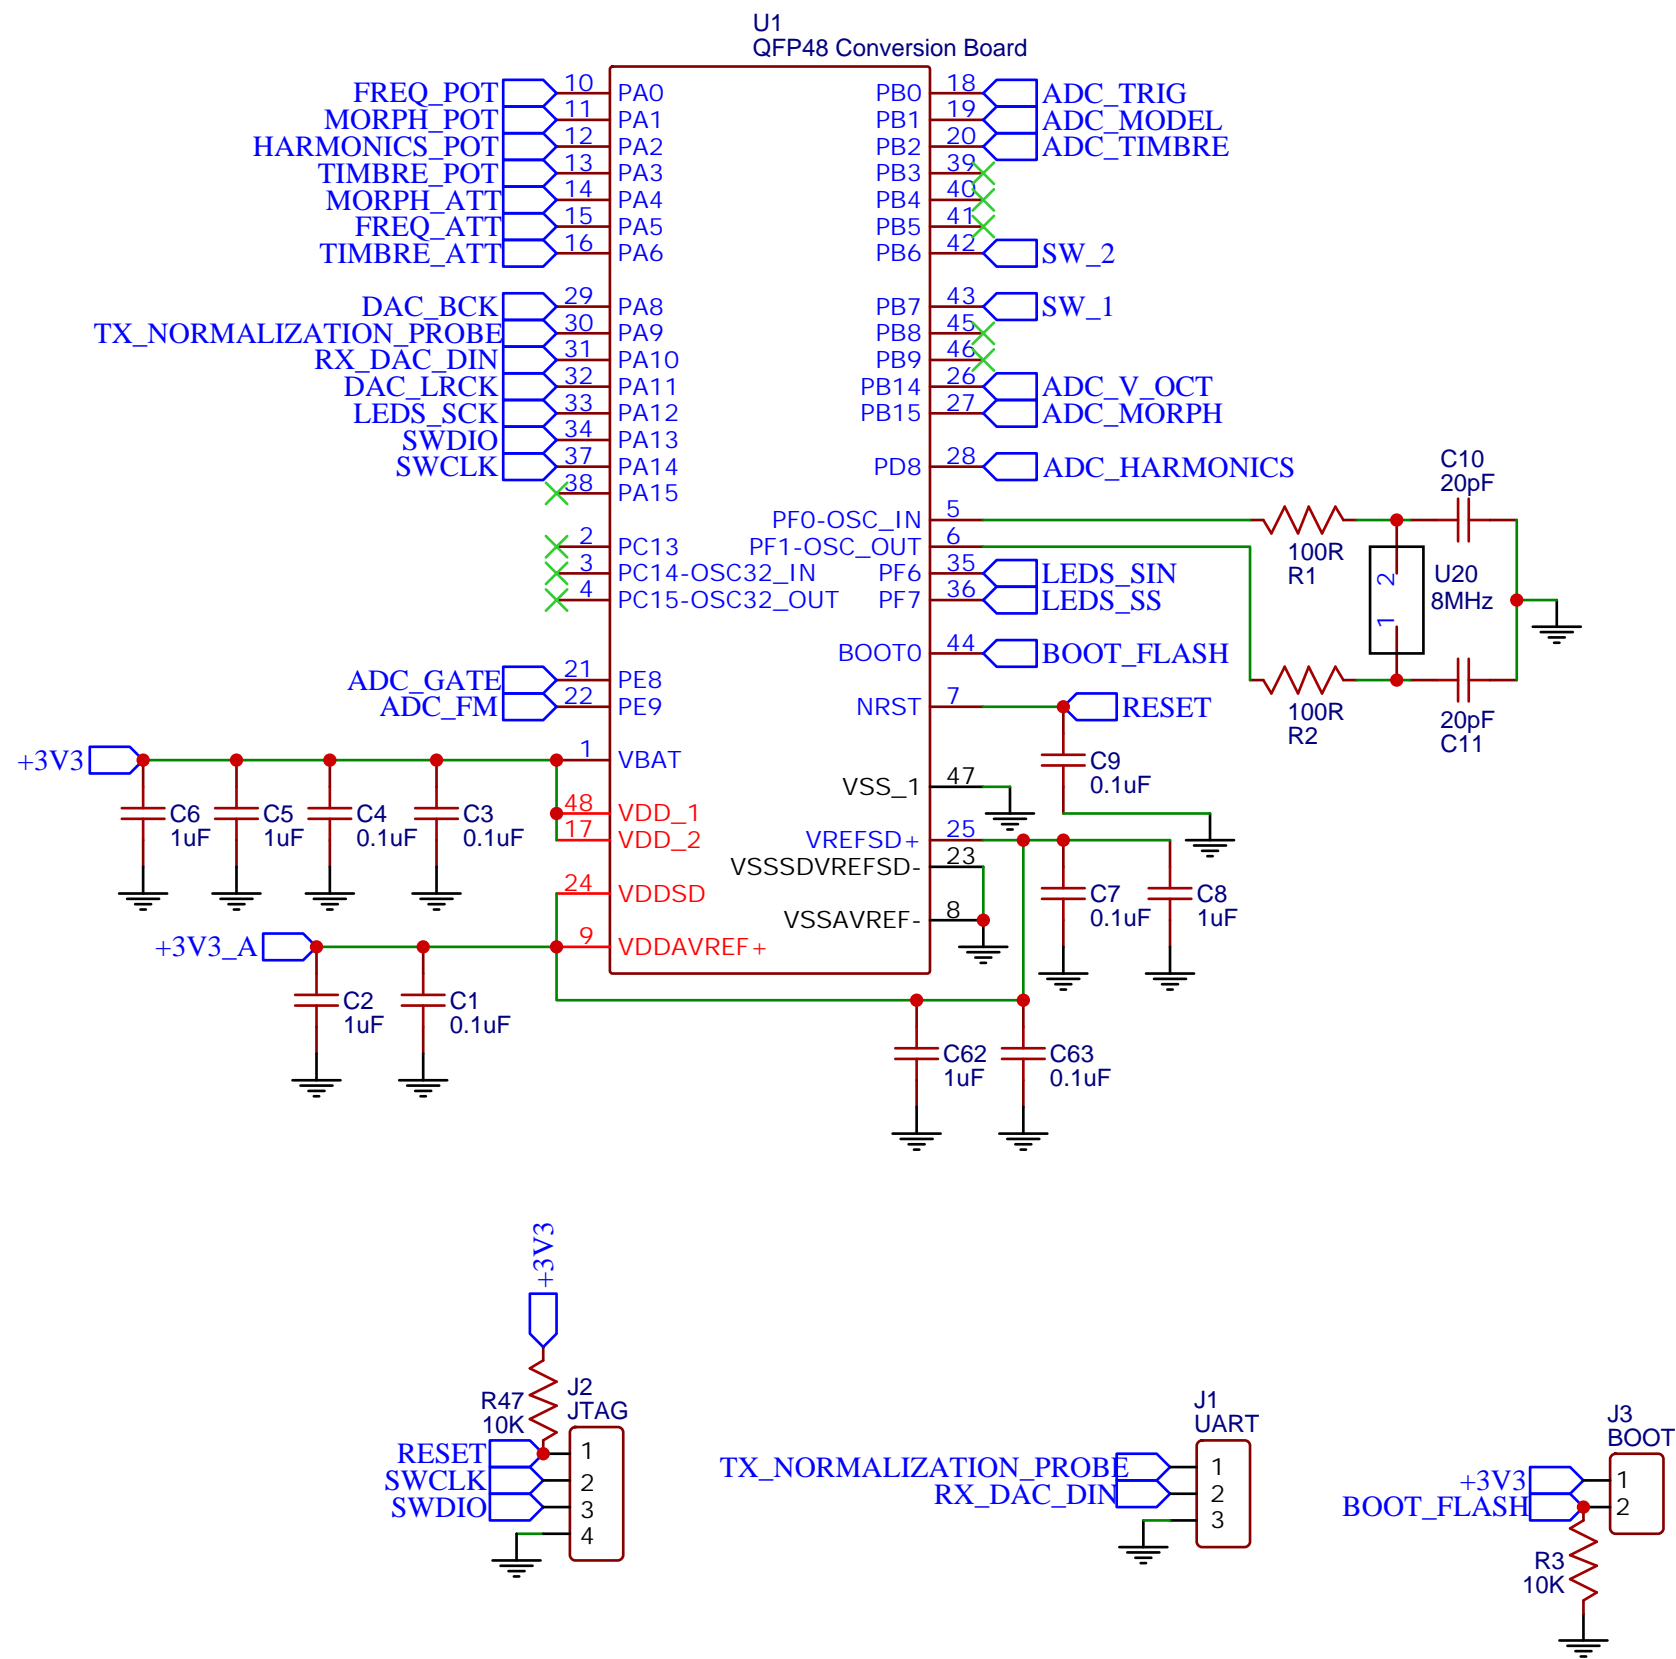 U1
QFP48 Conversion Board
FREQ_POT 10 PA0 PB0 18 ADC_TRIG
MORPH_POT 11 PA1 PB1 19 ADC_MODEL
HARMONICS_POT 12 PA2 PB2 20 ADC_TIMBRE
TIMBRE_POT 13 PA3 PB3 39
MORPH_ATT 14 PA4 PB4 40
FREQ_ATT 15 PA5 PB5 41
TIMBRE_ATT 16 PA6 PB6 42 SW_2
DAC_BCK 29 PA8 PB7 43 SW_1
TX_NORMALIZATION_PROBE 30 PA9 PB8 45
RX_DAC_DIN 31 PA10 PB9 46
DAC_LRCK 32 PA11 PB14 26 ADC_V_OCT
LEDS_SCK 33 PA12 PB15 27 ADC_MORPH
SWDIO 34 PA13
SWCLK 37 PA14 PD8 28 ADC_HARMONICS
38 PA15
C10
20pF
PF0-OSC_IN 5
100R
R1
2 PC13 PF1-OSC_OUT 6
3 PC14-OSC32_IN PF6 35 LEDS_SIN
4 PC15-OSC32_OUT PF7 36 LEDS_SS
2
1
U20
8MHz
BOOT0 44 BOOT_FLASH
ADC_GATE 21 PE8
ADC_FM 22 PE9 NRST 7 RESET
100R
R2
20pF
C11
+3V3 1 VBAT
C9
0.1uF
VSS_1 47
C6
1uF
C5
1uF
C4
0.1uF
C3
0.1uF
48 VDD_1
17 VDD_2 VREFSD+ 25
VSSSDVREFSD- 23
24 VDDSD
C7
0.1uF
C8
1uF
VSSAVREF- 8
+3V3_A 9 VDDAVREF+
C2
1uF
C1
0.1uF
C62
1uF
C63
0.1uF
+3V3
R47
10K
J2
JTAG
RESET 1
SWCLK 2
SWDIO 3
4
J1
UART
TX_NORMALIZATION_PROBE 1
RX_DAC_DIN 2
3
J3
BOOT
+3V3 1
BOOT_FLASH 2
R3
10K